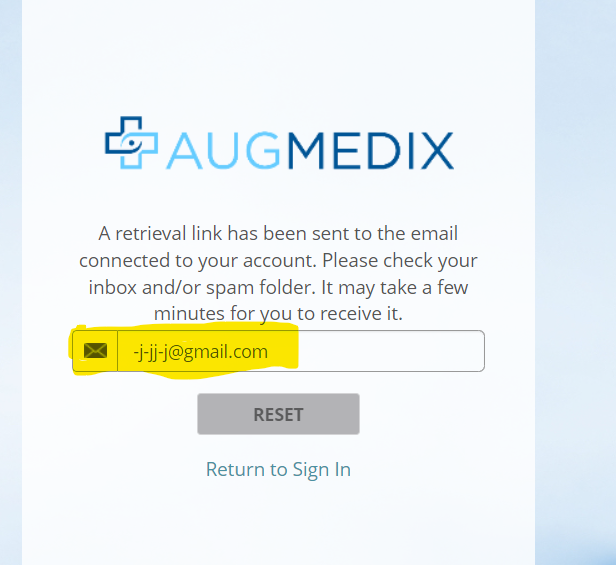 AUGMEDIX
A retrieval link has been sent to the email
connected to your account. Please check your
inbox and/or spam folder. It may take a few
minutes for you to receive it.
-j-jj-j@gmail.com
RESET
Return to Sign In